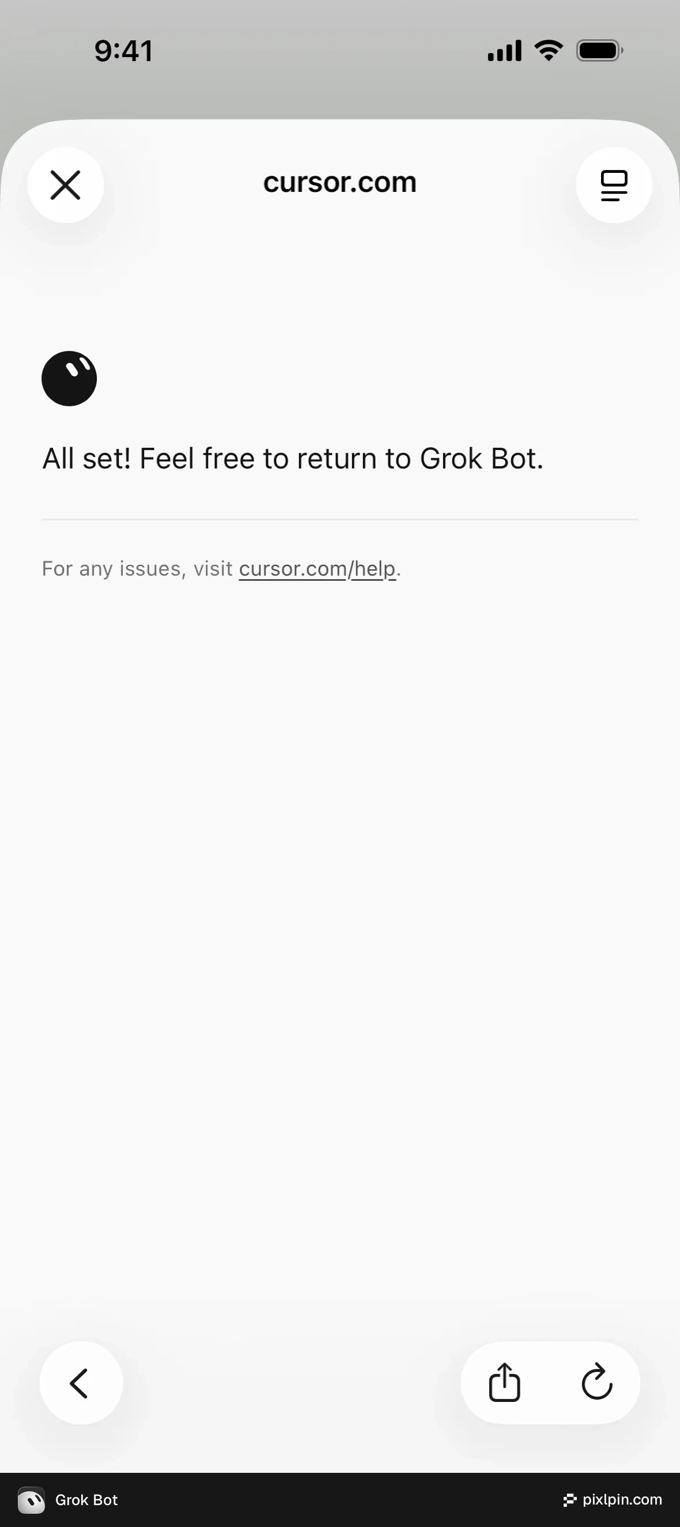 9:41
cursor.com
All set! Feel free to return to Grok Bot.
For any issues, visit cursor.com/help.
Grok Bot
pixlpin.com